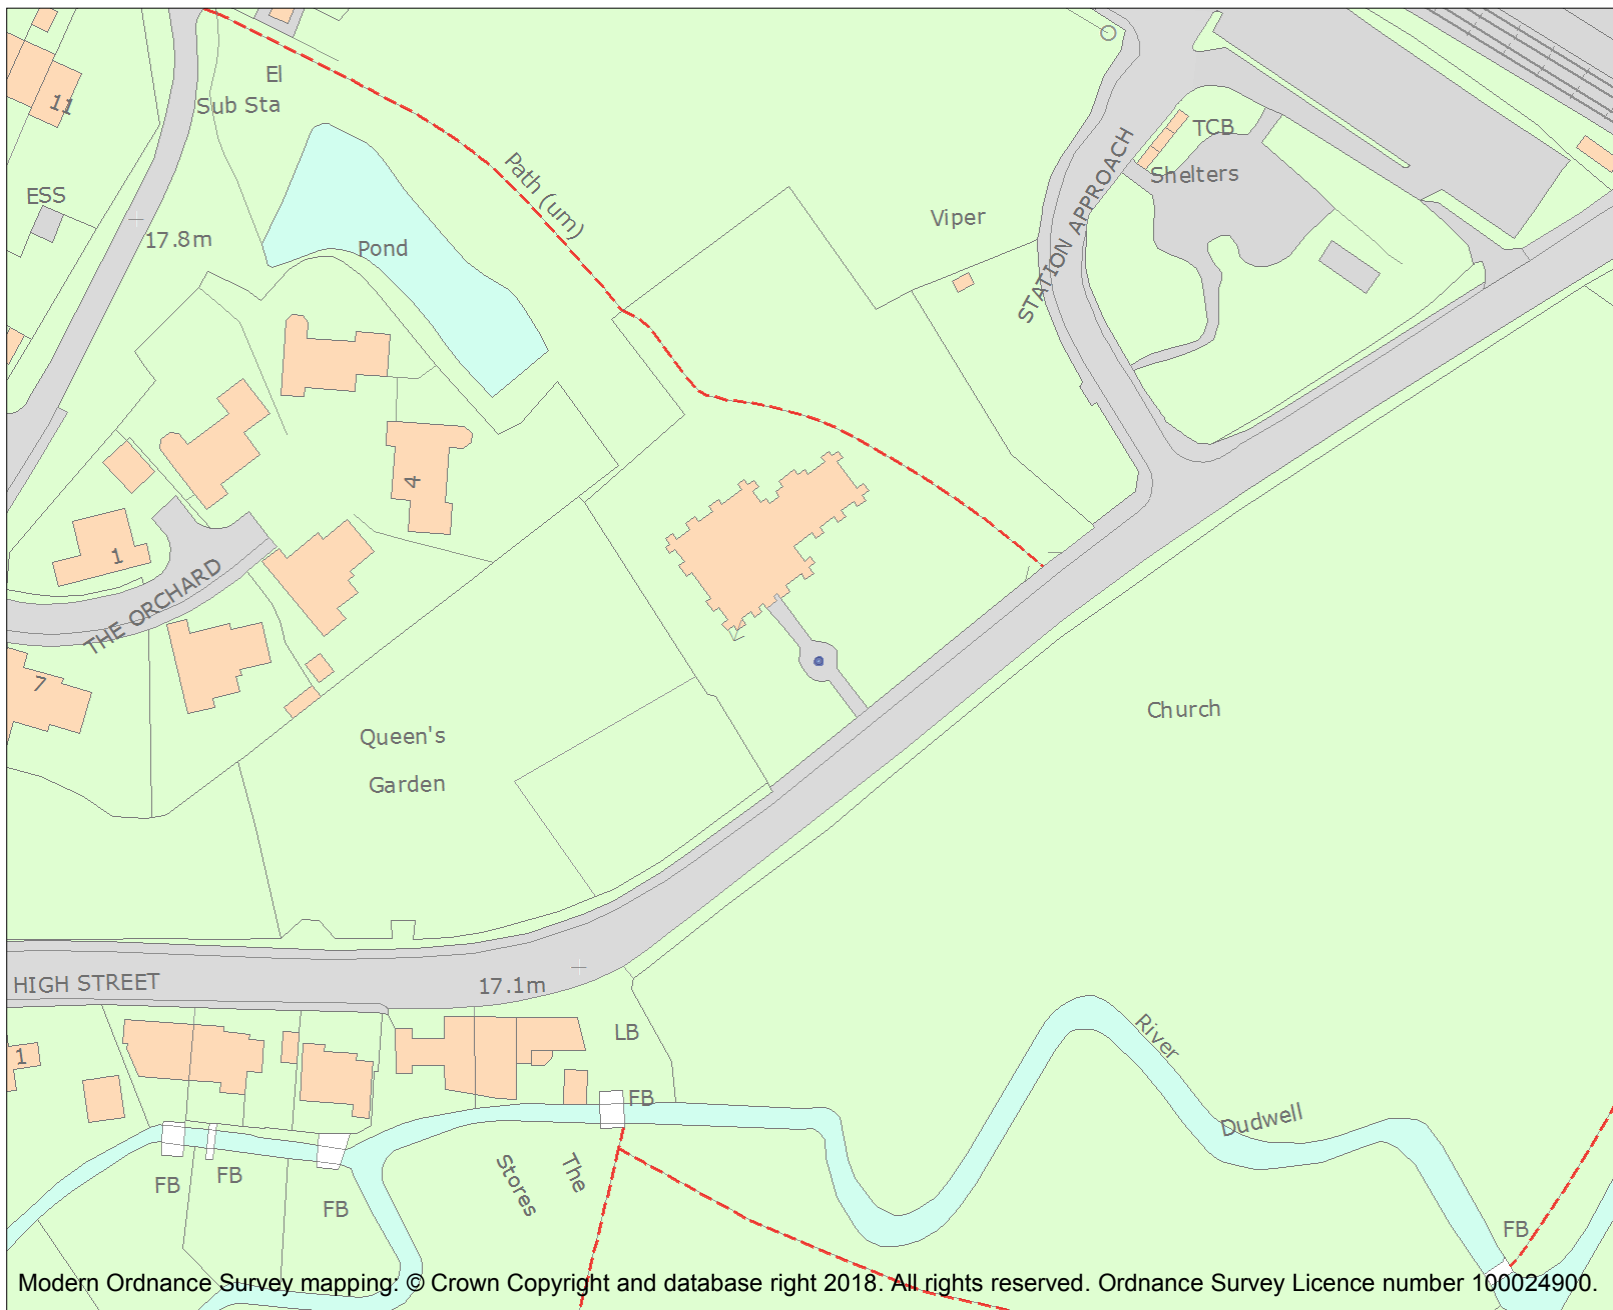 El
Sub Sta
11
TCB
Shelters
Path (um)
ESS
Viper
17.8m
Pond
STATION APPROACH
4
1
THE ORCHARD
7
Church
Queen's
Garden
HIGH STREET
17.1m
LB
River
1
FB
Dudwell
FB
FB
FB
The
Stores
FB
Modern Ordnance Survey mapping: © Crown Copyright and database right 2018. All rights reserved. Ordnance Survey Licence number 100024900.